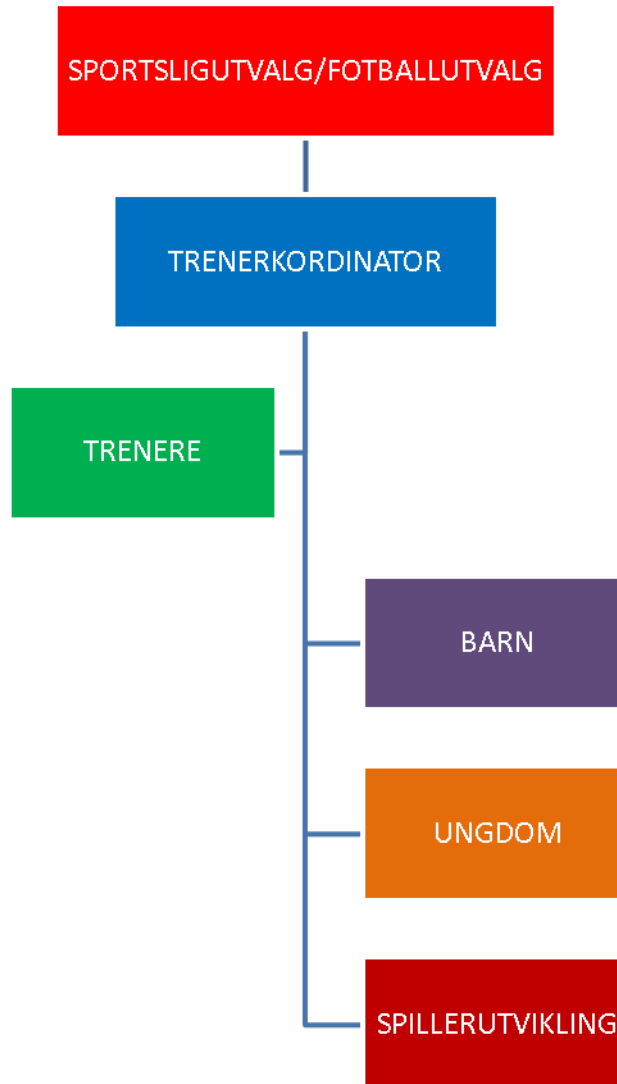 SPORTSLIGUTVALG/FOTBALLUTVALG
TRENERKORDINATOR
TRENERE
BARN
UNGDOM
SPILLERUTVIKLING